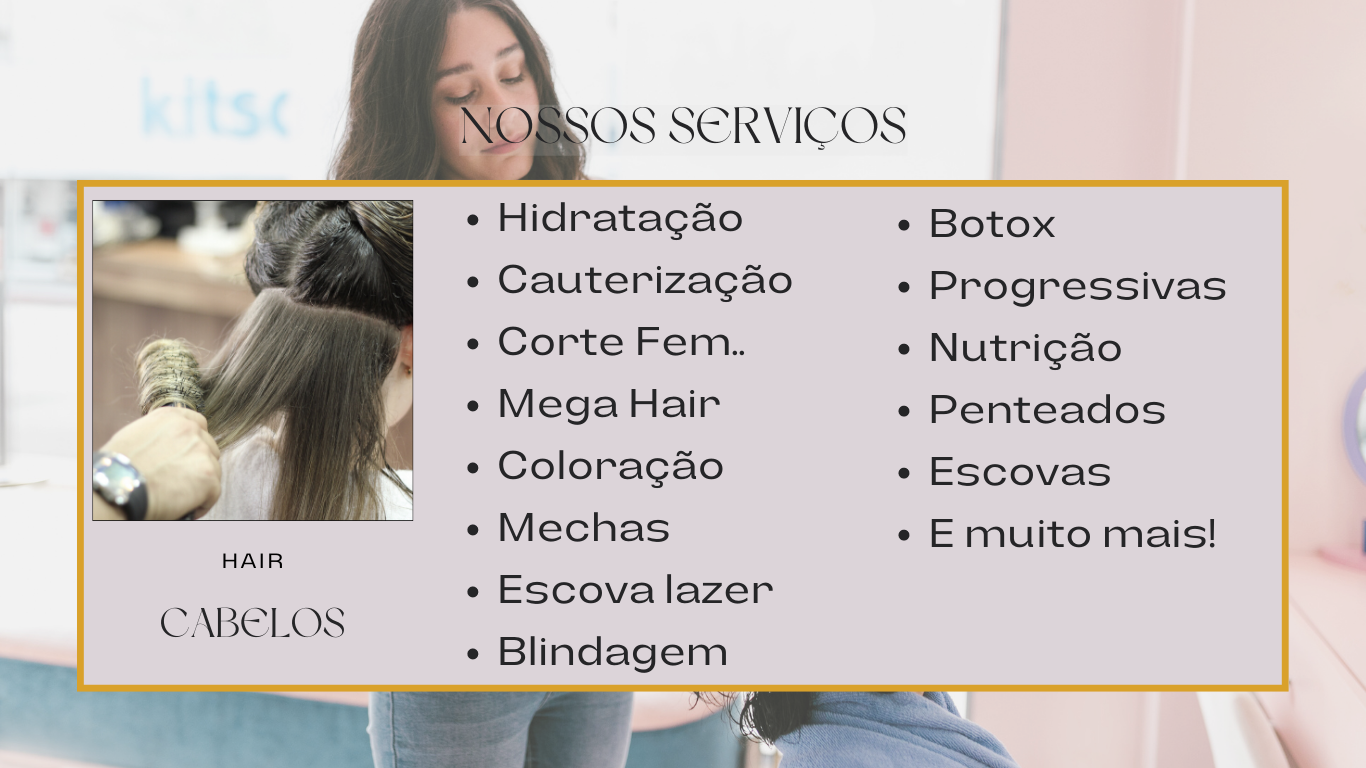 kitsc
NOSSOS SERVIÇOS
HAIR
CABELOS
• Hidratação
• Cauterização
• Corte Fem..
• Mega Hair
• Coloração
• Mechas
• Escova lazer
• Blindagem
• Botox
• Progressivas
• Nutrição
• Penteados
• Escovas
• E muito mais!